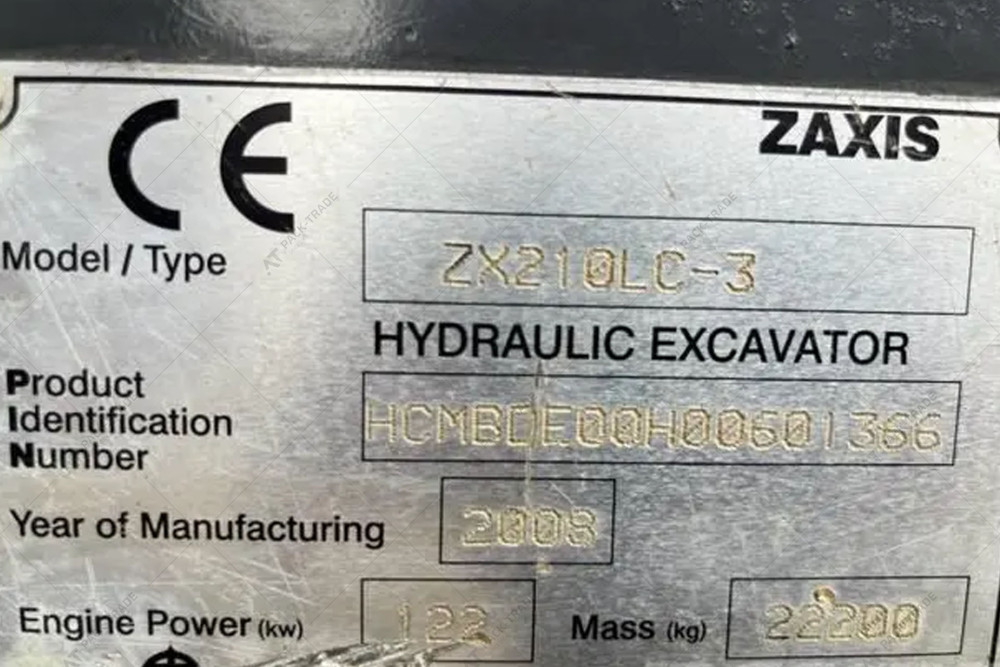 CE
ZAXIS
Model / Type ZX210LC-3
HYDRAULIC EXCAVATOR
Product
Identification HCMBDE00H00601366
Number
Year of Manufacturing 2008
Engine Power (kw) 122 Mass (kg) 22200